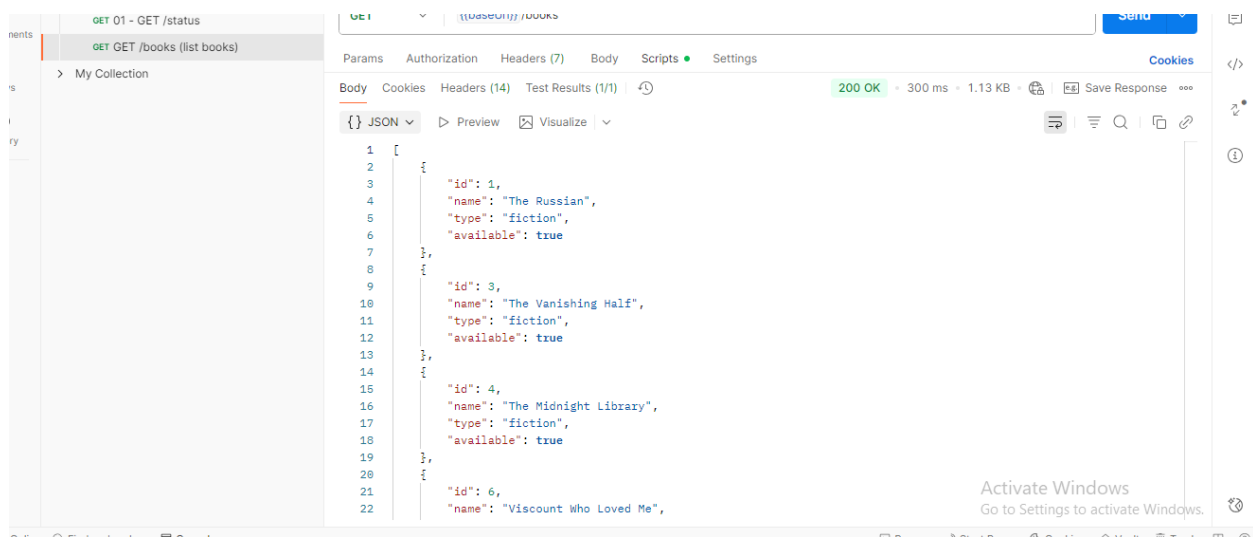 GET 01 - GET /status
GET {{baseUrl}} /books Send
GET GET /books (list books)
Params Authorization Headers (7) Body Scripts Settings Cookies
My Collection
Body Cookies Headers (14) Test Results (1/1) 200 OK 300 ms 1.13 KB e.g. Save Response
{} JSON Preview Visualize
1 [
2 {
3 "id": 1,
4 "name": "The Russian",
5 "type": "fiction",
6 "available": true
7 },
8 {
9 "id": 3,
10 "name": "The Vanishing Half",
11 "type": "fiction",
12 "available": true
13 },
14 {
15 "id": 4,
16 "name": "The Midnight Library",
17 "type": "fiction",
18 "available": true
19 },
20 {
21 "id": 6,
22 "name": "Viscount Who Loved Me",
Activate Windows
Go to Settings to activate Windows.